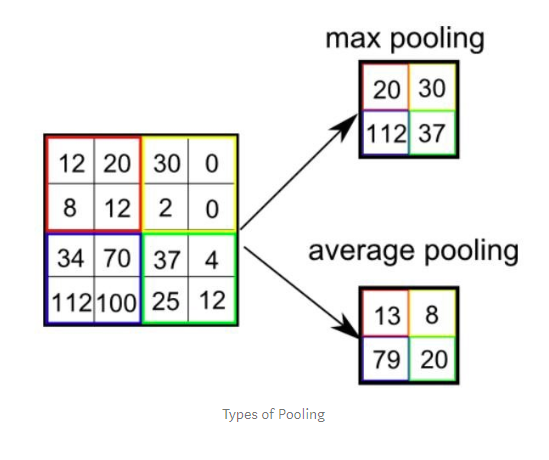 max pooling
20 30
112 37
12 20 30 0
8 12 2 0
34 70 37 4
112 100 25 12
average pooling
13 8
79 20
Types of Pooling